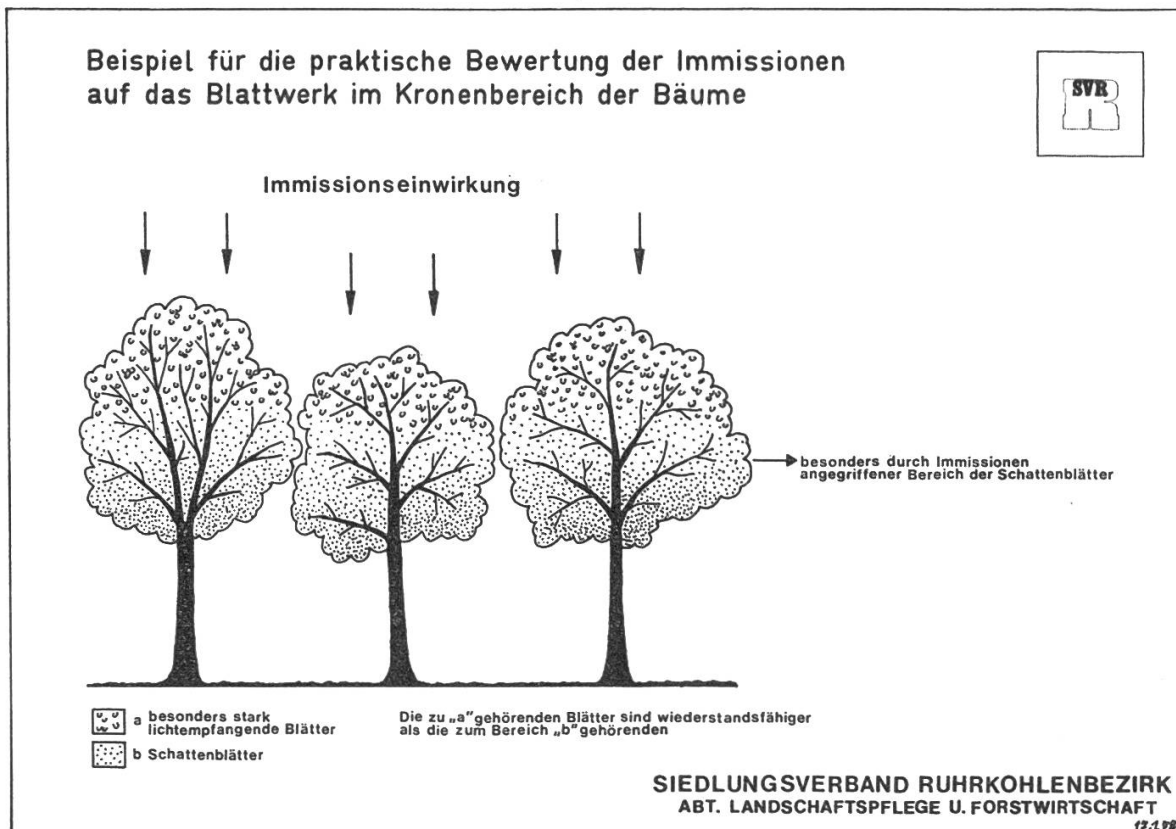 Beispiel für die praktische Bewertung der Immissionen
auf das Blattwerk im Kronenbereich der Bäume
SVR
Immissionseinwirkung
besonders durch Immissionen
angegriffener Bereich der Schattenblätter
a besonders stark
lichtempfangende Blätter
b Schattenblätter
Die zu „a" gehörenden Blätter sind wiederstandsfähiger
als die zum Bereich „b" gehörenden
SIEDLUNGSVERBAND RUHRKOHLENBEZIRK
ABT. LANDSCHAFTSPFLEGE U. FORSTWIRTSCHAFT